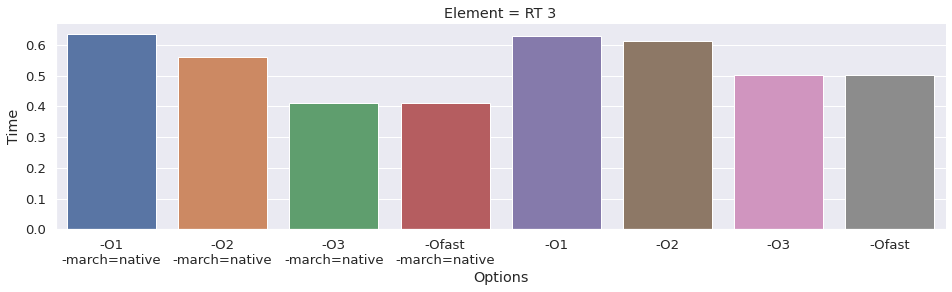 Element = RT 3
Time
0.6
0.5
0.4
0.3
0.2
0.1
0.0
-O1 -O2 -O3 -Ofast -O1 -O2 -O3 -Ofast
-march=native -march=native -march=native -march=native
Options